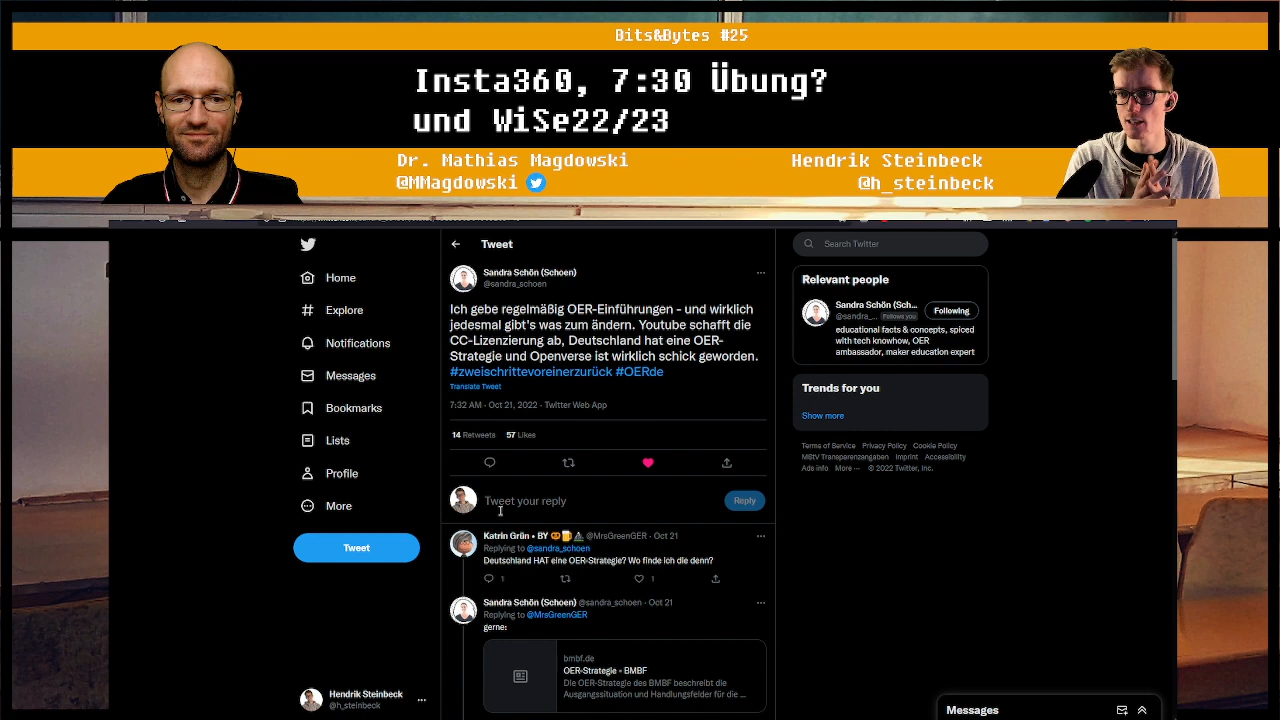 Bits&Bytes #25
Insta360, 7:30 Übung?
und WiSe22/23
Dr. Mathias Magdowski
@MMagdowski
Hendrik Steinbeck
@h_steinbeck
Home
Explore
Notifications
Messages
Bookmarks
Lists
Profile
More
Tweet
Hendrik Steinbeck
@h_steinbeck
Tweet
Sandra Schön (Schoen)
@sandra_schoen
Ich gebe regelmäßig OER-Einführungen - und wirklich
jedesmal gibt's was zum ändern. Youtube schafft die
CC-Lizenzierung ab, Deutschland hat eine OER-
Strategie und Openverse ist wirklich schick geworden.
#zweischrittevoreinerzurück #OERde
Translate Tweet
7:32 AM · Oct 21, 2022 · Twitter Web App
14 Retweets 57 Likes
Tweet your reply
Reply
Katrin Grün • BY @MrsGreenGER · Oct 21
Replying to @sandra_schoen
Deutschland HAT eine OER-Strategie? Wo finde ich die denn?
1 1
Sandra Schön (Schoen) @sandra_schoen · Oct 21
Replying to @MrsGreenGER
gerne:
bmbf.de
OER-Strategie • BMBF
Die OER-Strategie des BMBF beschreibt die
Ausgangssituation und Handlungsfelder für die ...
Search Twitter
Relevant people
Sandra Schön (Sch...
@sandra_... Follows you
Following
educational facts & concepts, spiced
with tech knowhow, OER
ambassador, maker education expert
Trends for you
Show more
Terms of Service Privacy Policy Cookie Policy
MStV Transparenzangaben Imprint Accessibility
Ads info More ··· © 2022 Twitter, Inc.
Messages